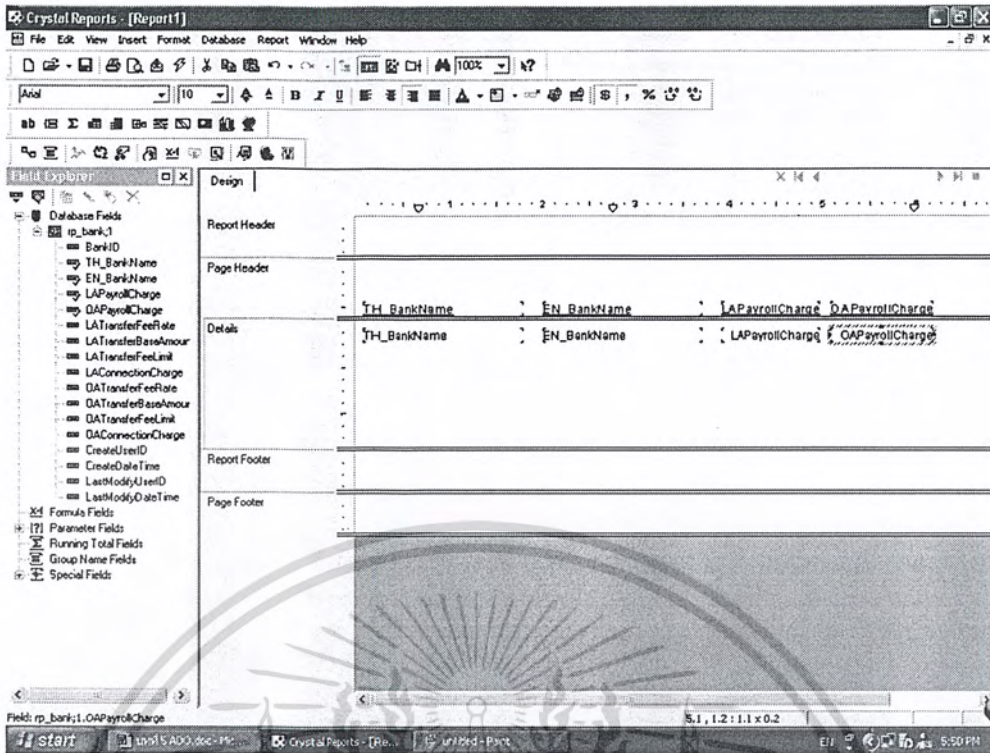 Crystal Reports - [Report1]
File Edit View Insert Format Database Report Window Help
100%
Arial 10
Field Explorer
Database Fields
rp_bank;1
BankID
TH_BankName
EN_BankName
LAPayrollCharge
OAPayrollCharge
LATransferFeeRate
LATransferBaseAmour
LATransferFeeLimit
LAConnectionCharge
OATransferFeeRate
OATransferBaseAmour
OATransferFeeLimit
OAConnectionCharge
CreateUserID
CreateDateTime
LastModifyUserID
LastModifyDateTime
Formula Fields
Parameter Fields
Running Total Fields
Group Name Fields
Special Fields
Design
Report Header
Page Header
TH_BankName EN_BankName LAPayrollCharge OAPayrollCharge
Details
TH_BankName EN_BankName LAPayrollCharge OAPayrollCharge
Report Footer
Page Footer
Field: rp_bank;1.OAPayrollCharge
5.1 , 1.2 : 1.1 x 0.2
start
5 ADO.doc - Mic...
Crystal Reports - [Re...
untitled - Paint
EN
5:50 PM